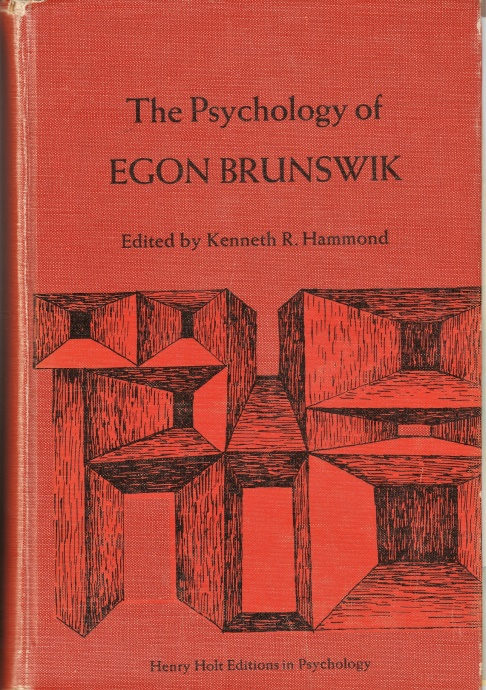 The Psychology of
EGON BRUNSWIK
Edited by Kenneth R. Hammond
Henry Holt Editions in Psychology